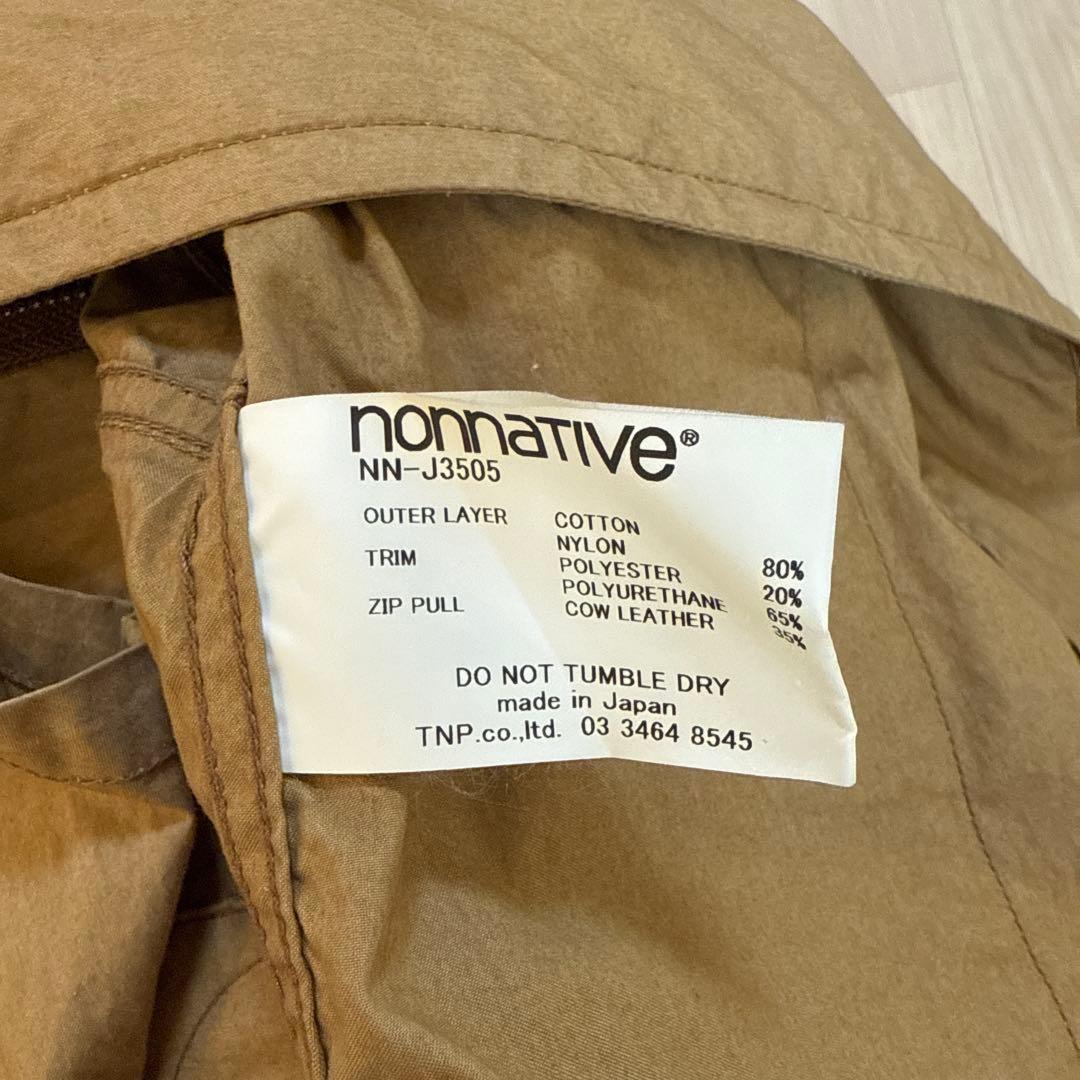 nonnative®
NN-J3505
OUTER LAYER COTTON 80%
NYLON 20%
TRIM POLYESTER 65%
POLYURETHANE 35%
ZIP PULL COW LEATHER
DO NOT TUMBLE DRY
made in Japan
TNP.co.,ltd. 03 3464 8545